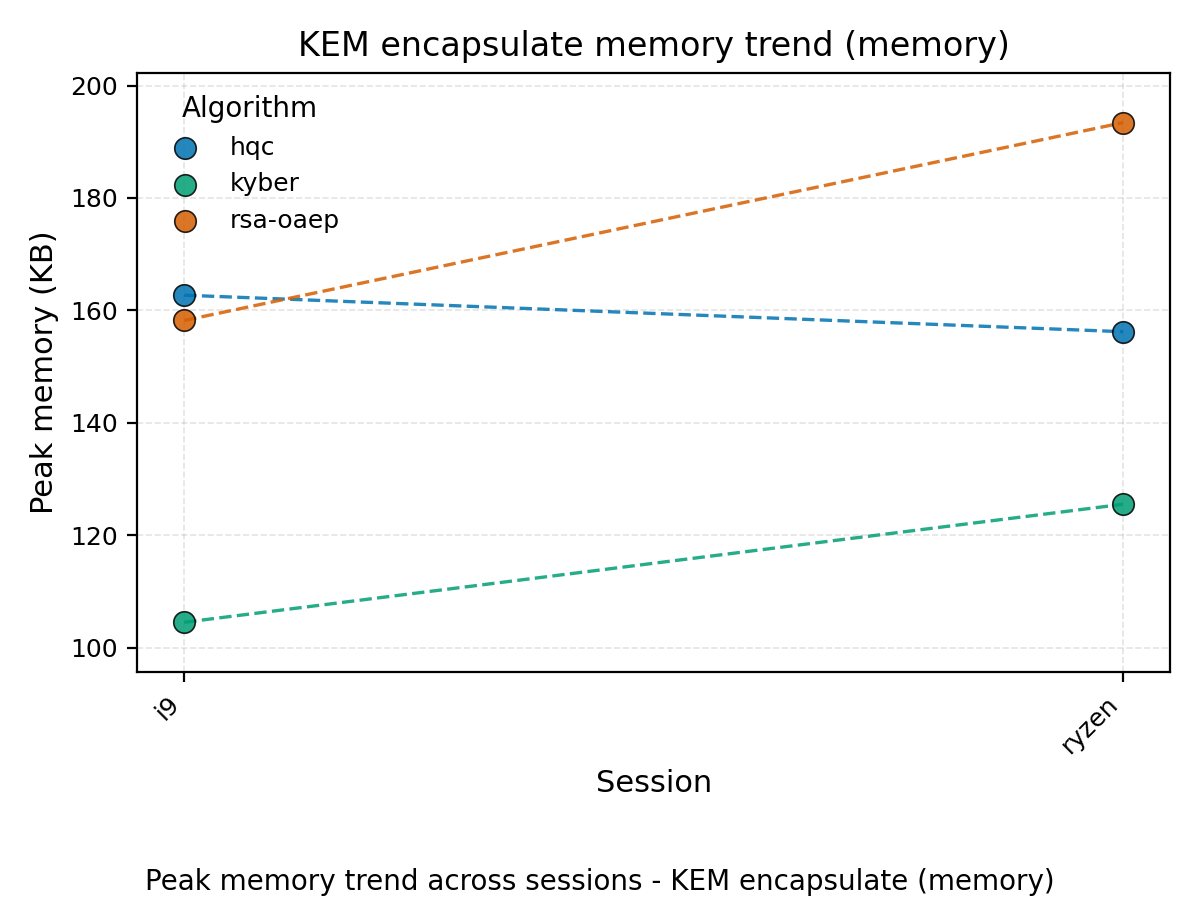 KEM encapsulate memory trend (memory)
200
180
160
140
120
100
Peak memory (KB)
Algorithm
hqc
kyber
rsa-oaep
i9
ryzen
Session
Peak memory trend across sessions - KEM encapsulate (memory)